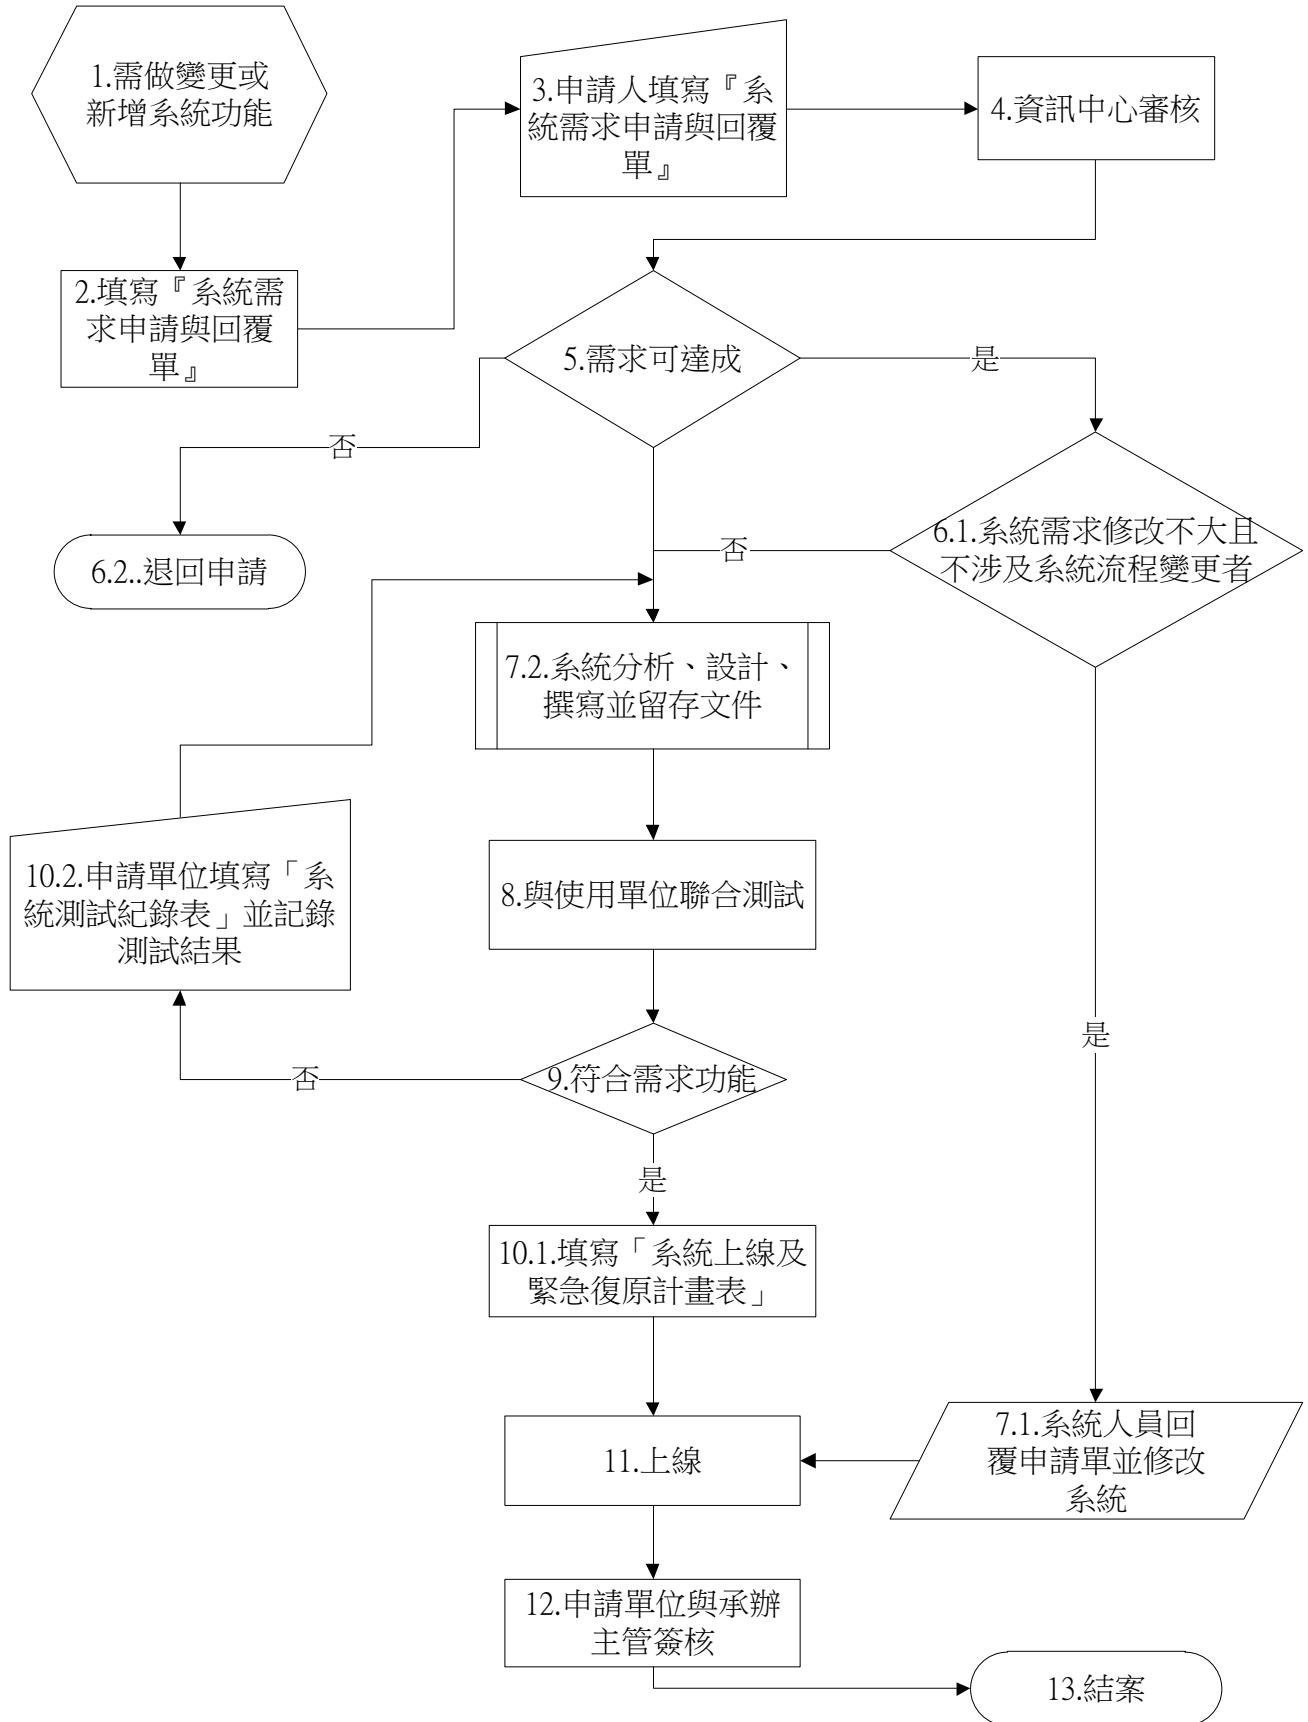 1.需做變更或
新增系統功能
3.申請人填寫『系
統需求申請與回覆
單』
4.資訊中心審核
2.填寫『系統需
求申請與回覆
單』
5.需求可達成
是
否
6.1.系統需求修改不大且
不涉及系統流程變更者
否
6.2..退回申請
7.2.系統分析、設計、
撰寫並留存文件
10.2.申請單位填寫「系
統測試紀錄表」並記錄
測試結果
8.與使用單位聯合測試
是
9.符合需求功能
否
是
10.1.填寫「系統上線及
緊急復原計畫表」
7.1.系統人員回
覆申請單並修改
系統
11.上線
12.申請單位與承辦
主管簽核
13.結案